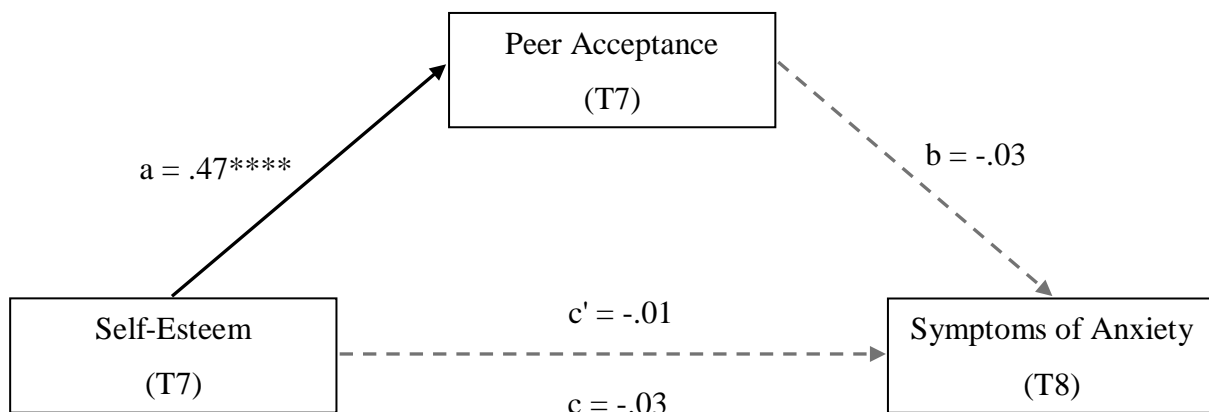 Peer Acceptance
(T7)
a = .47****
b = -.03
Self-Esteem
(T7)
c' = -.01
c = -.03
Symptoms of Anxiety
(T8)